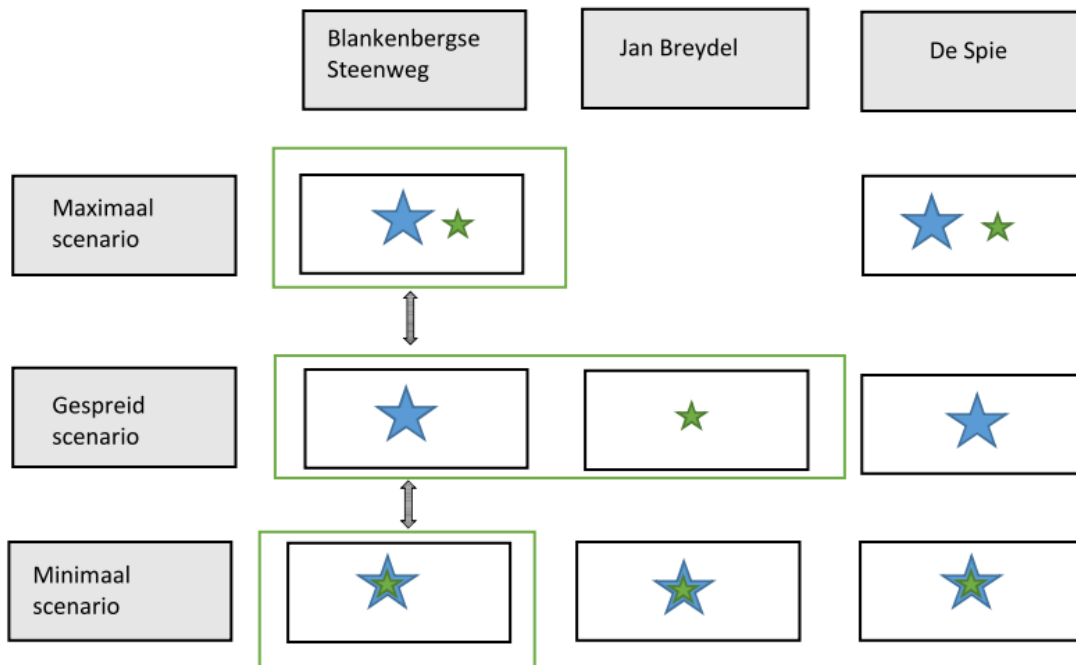 Blankenbergse
Steenweg
Jan Breydel
De Spie
Maximaal
scenario
Gespreid
scenario
Minimaal
scenario